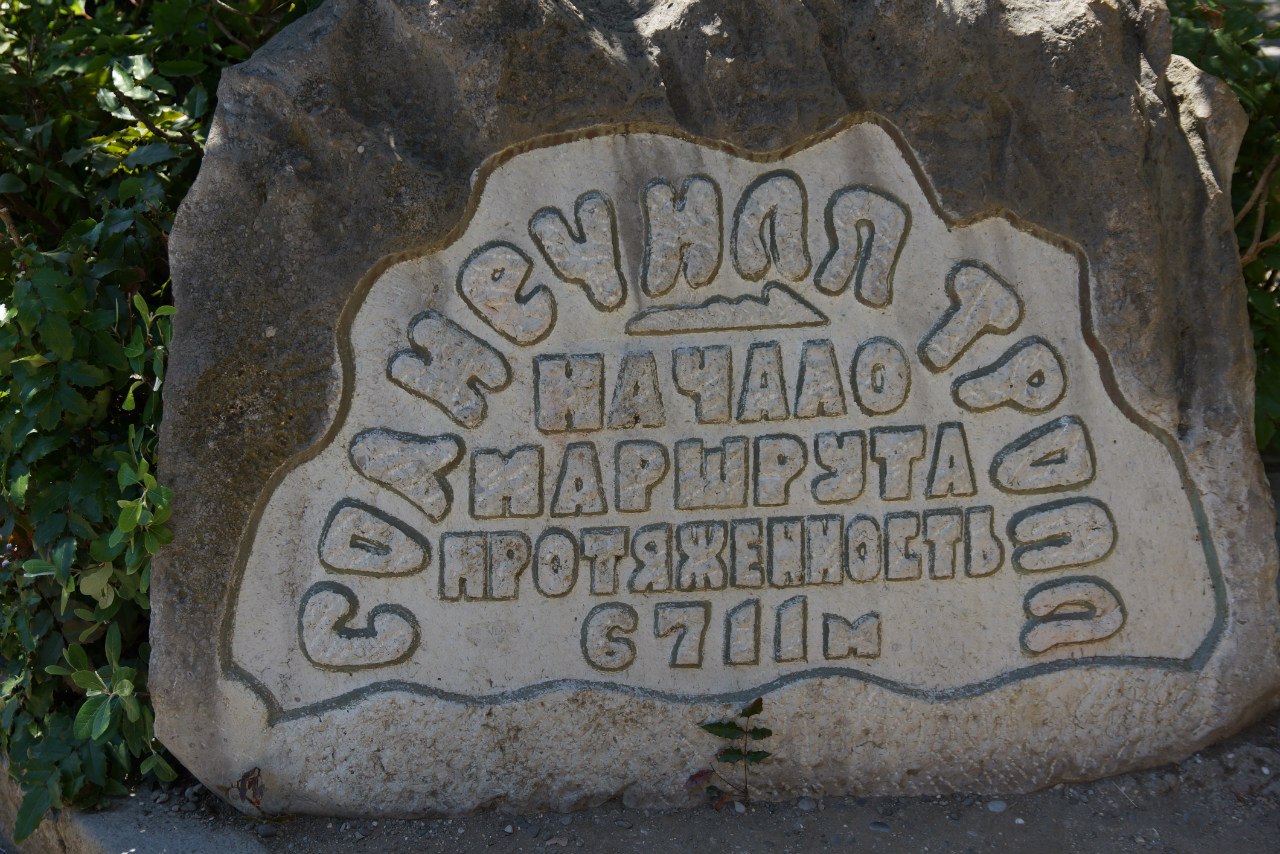 СОЛНЕЧНАЯ ТРОПА
НАЧАЛО
МАРШРУТА
ПРОТЯЖЕННОСТЬ
6711 м